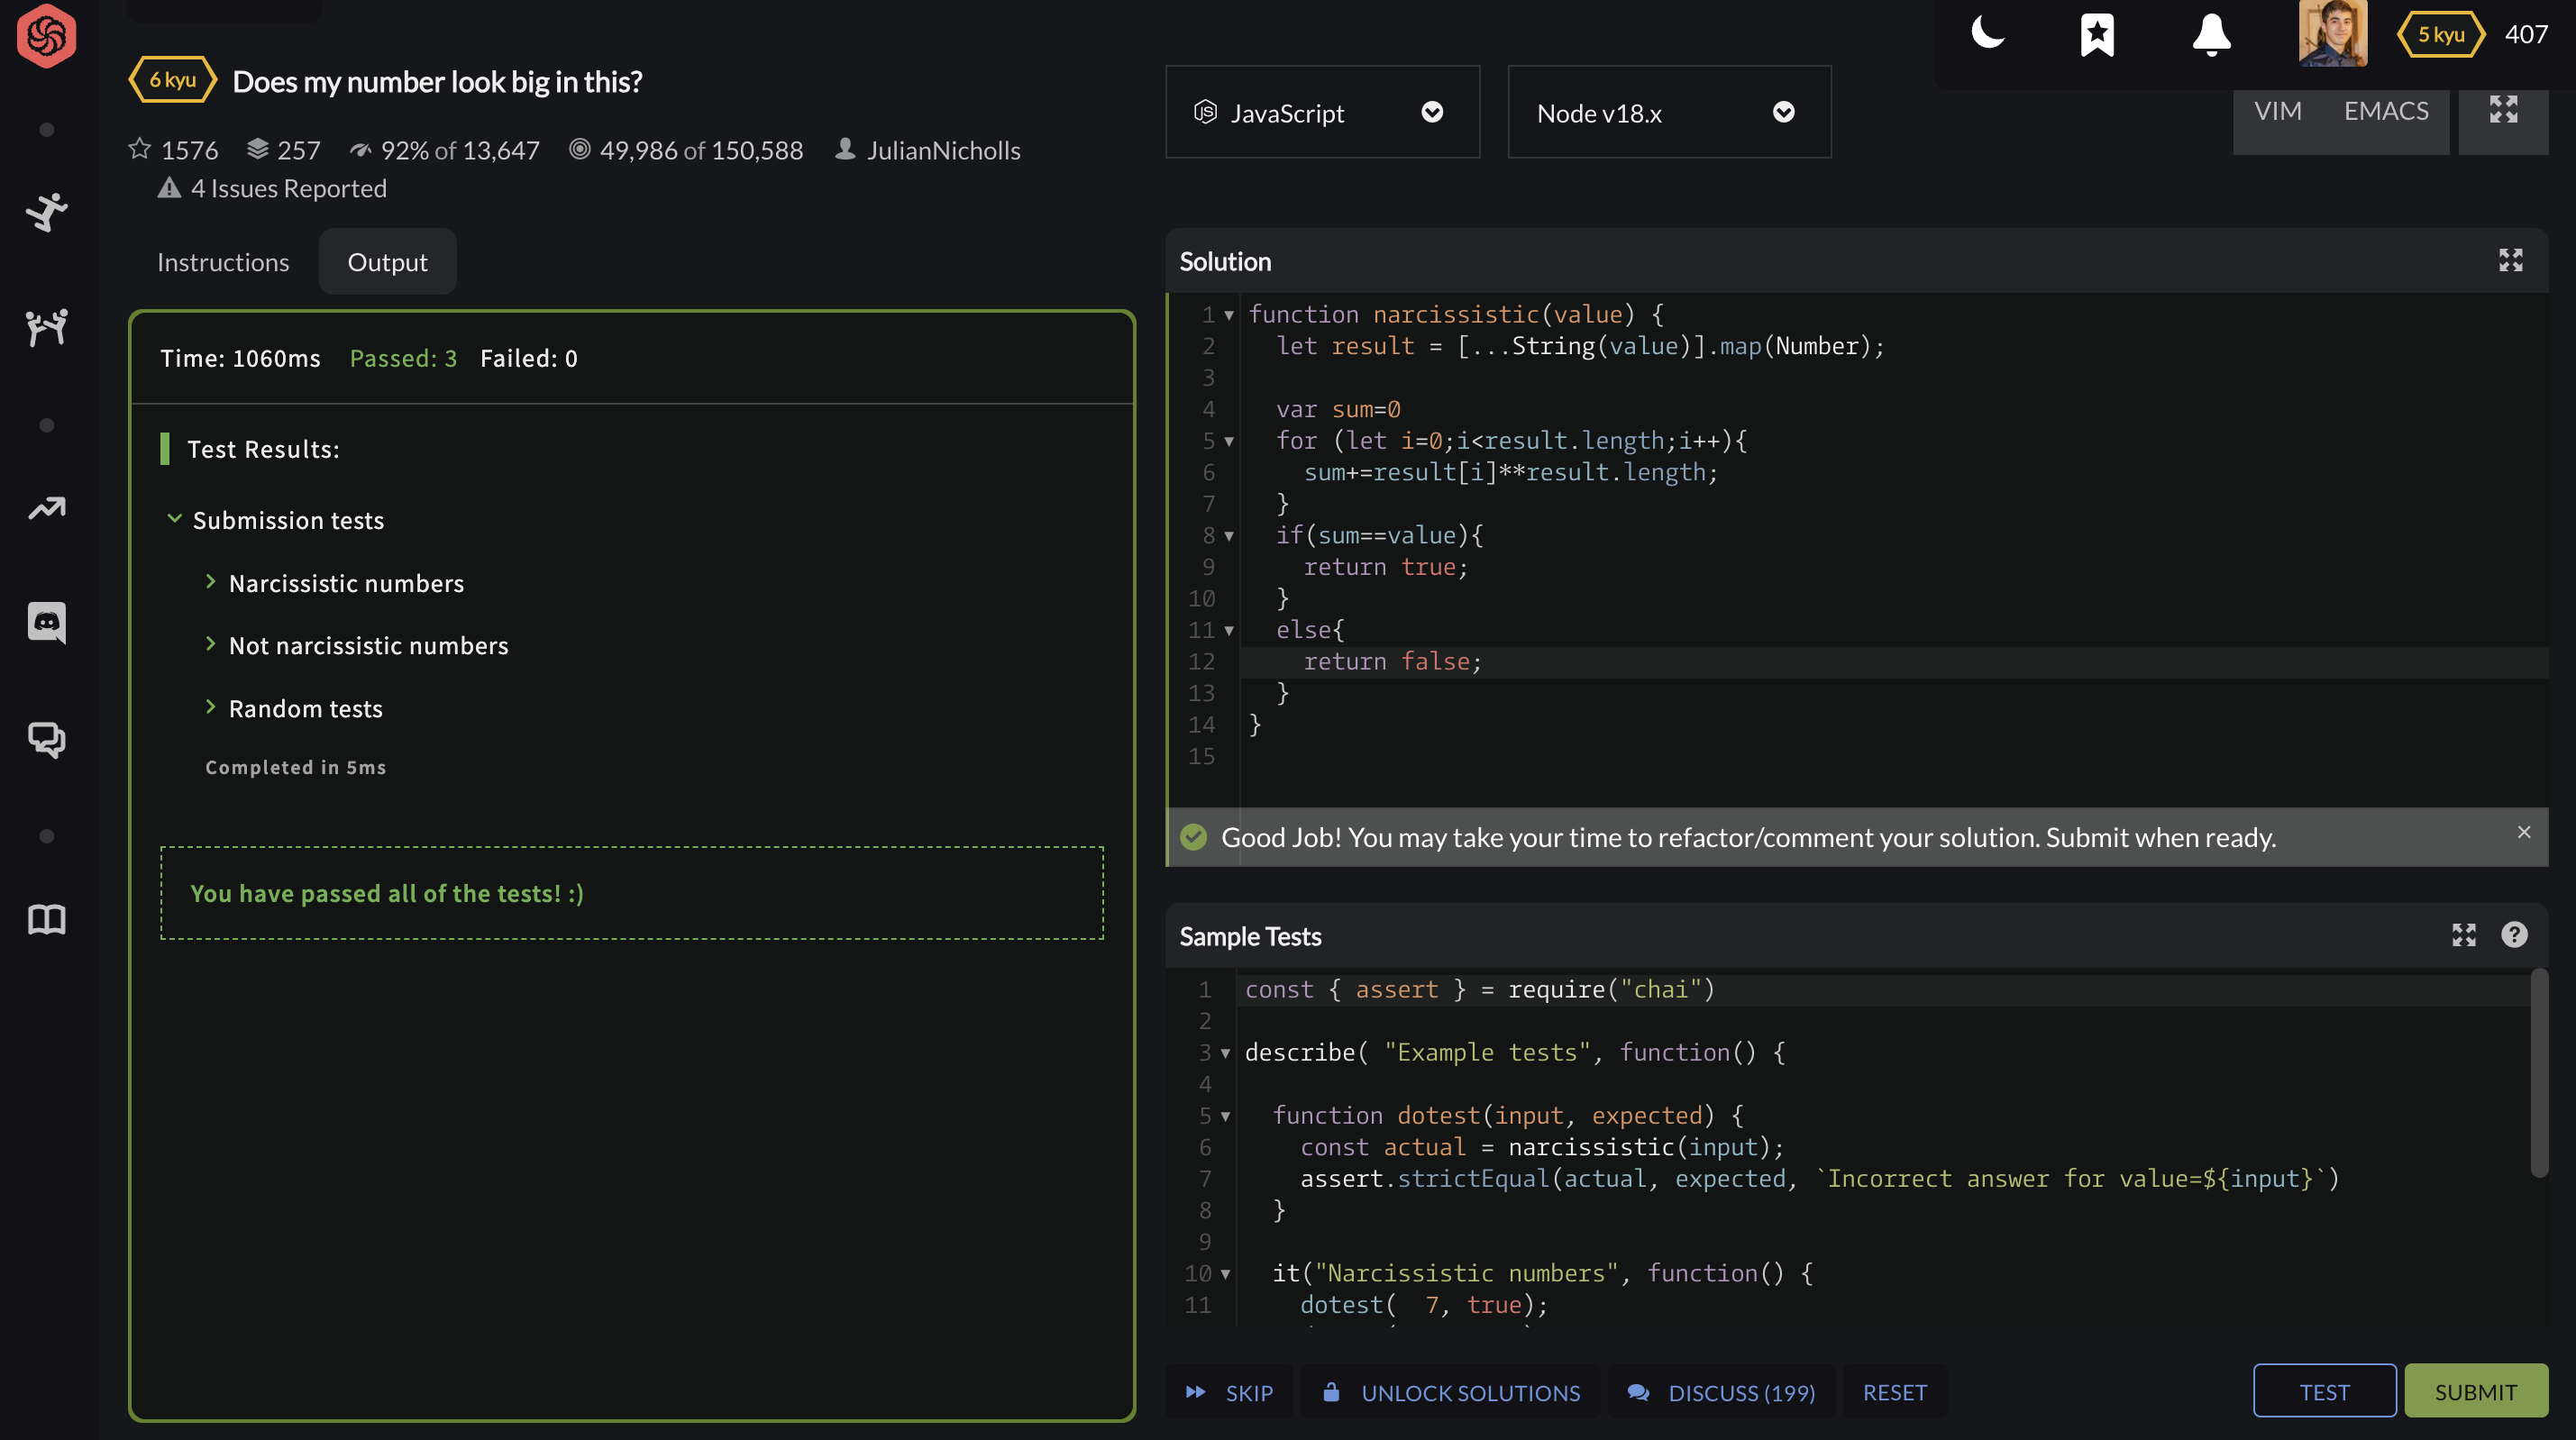 5 kyu 407
6 kyu Does my number look big in this?
1576 257 92% of 13,647 49,986 of 150,588 JulianNicholls
4 Issues Reported
JavaScript
Node v18.x
VIM EMACS
Instructions Output
Time: 1060ms Passed: 3 Failed: 0
Test Results:
Submission tests
Narcissistic numbers
Not narcissistic numbers
Random tests
Completed in 5ms
You have passed all of the tests! :)
Solution
1 function narcissistic(value) {
2 let result = [...String(value)].map(Number);
3
4 var sum=0
5 for (let i=0;i<result.length;i++){
6 sum+=result[i]**result.length;
7 }
8 if(sum==value){
9 return true;
10 }
11 else{
12 return false;
13 }
14 }
15
Good Job! You may take your time to refactor/comment your solution. Submit when ready.
Sample Tests
1 const { assert } = require("chai")
2
3 describe( "Example tests", function() {
4
5 function dotest(input, expected) {
6 const actual = narcissistic(input);
7 assert.strictEqual(actual, expected, `Incorrect answer for value=${input}`)
8 }
9
10 it("Narcissistic numbers", function() {
11 dotest( 7, true);
SKIP UNLOCK SOLUTIONS DISCUSS (199) RESET TEST SUBMIT